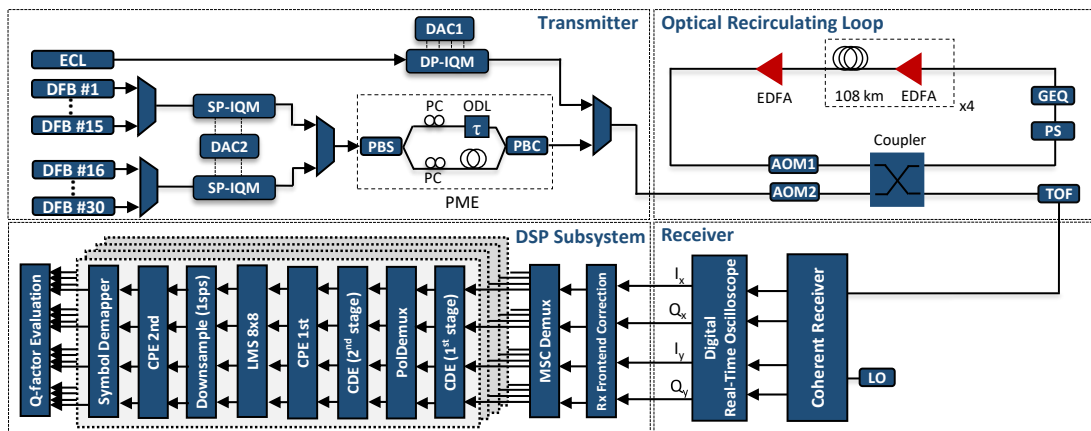 Transmitter
DAC1
ECL
DP-IQM
DFB #1
DFB #15
SP-IQM
DAC2
DFB #16
DFB #30
SP-IQM
PC
ODL
PBS
τ
PBC
PC
PME
Optical Recirculating Loop
EDFA
108 km
EDFA
x4
GEQ
PS
Coupler
AOM1
AOM2
TOF
DSP Subsystem
Q-factor Evaluation
Symbol Demapper
CPE 2nd
Downsample (1sps)
LMS 8x8
CPE 1st
CDE (2nd stage)
PolDemux
CDE (1st stage)
MSC Demux
Rx Frontend Correction
Receiver
Ix
Qx
Iy
Qy
Digital
Real-Time Oscilloscope
Coherent Receiver
LO